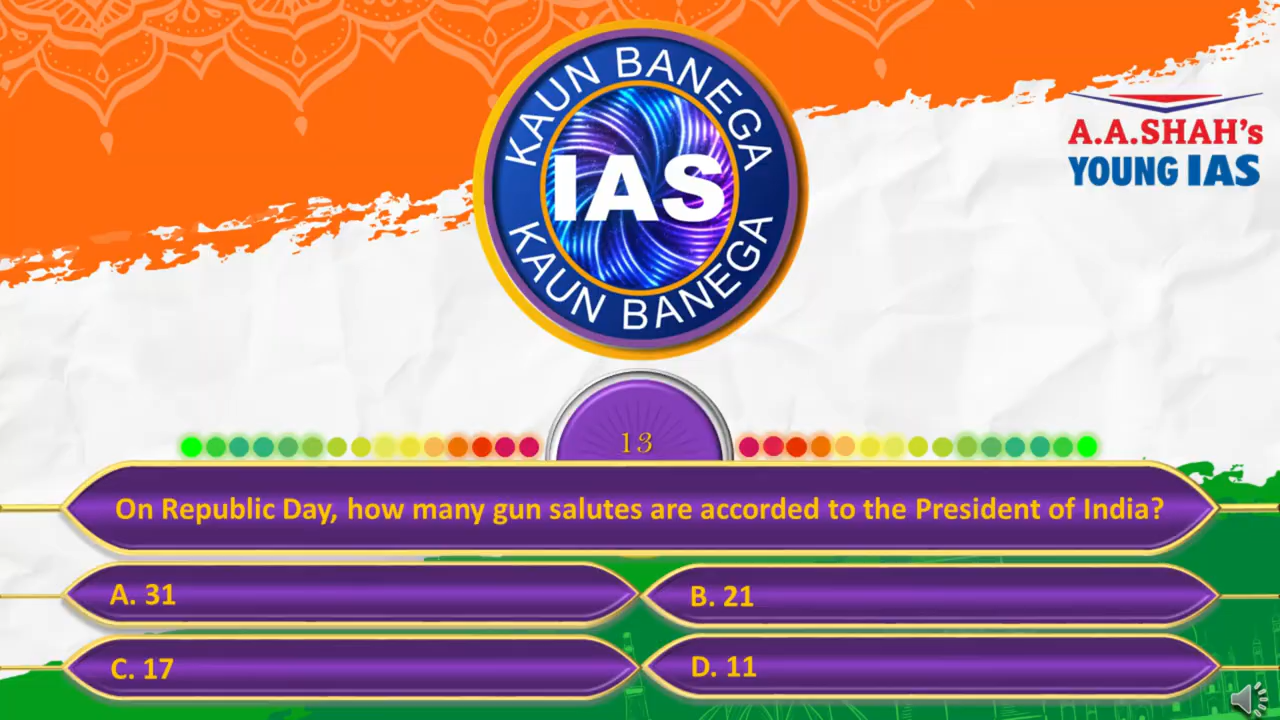 KAUN BANEGA
IAS
KAUN BANEGA
A.A.SHAH's
YOUNG IAS
13
On Republic Day, how many gun salutes are accorded to the President of India?
A. 31
B. 21
C. 17
D. 11